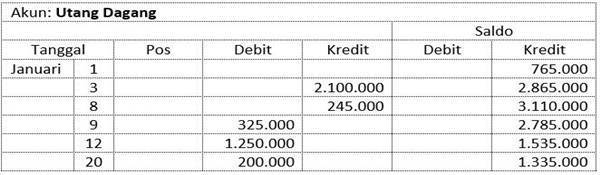 Akun: Utang Dagang
Saldo
Tanggal Pos Debit Kredit Debit Kredit
Januari 1 765.000
3 2.100.000 2.865.000
8 245.000 3.110.000
9 325.000 2.785.000
12 1.250.000 1.535.000
20 200.000 1.335.000